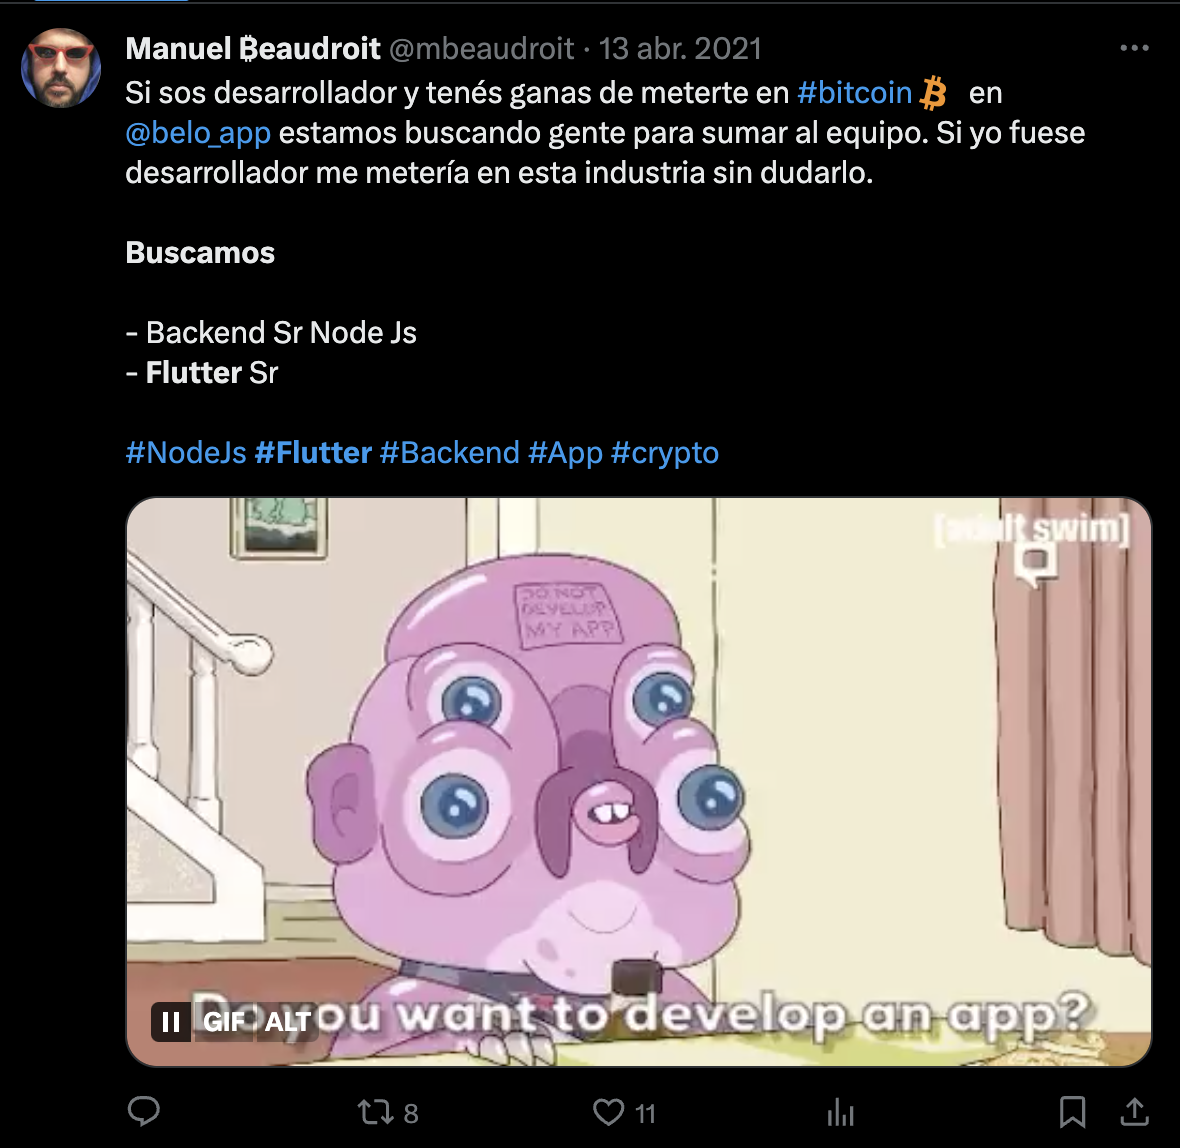 Manuel ₿eaudroit @mbeaudroit · 13 abr. 2021
Si sos desarrollador y tenés ganas de meterte en #bitcoin en
@belo_app estamos buscando gente para sumar al equipo. Si yo fuese
desarrollador me metería en esta industria sin dudarlo.
Buscamos
- Backend Sr Node Js
- Flutter Sr
#NodeJs #Flutter #Backend #App #crypto
[adult swim]
DO NOT
DEVELOP
MY APP
Do you want to develop an app?
GIF ALT
8 11